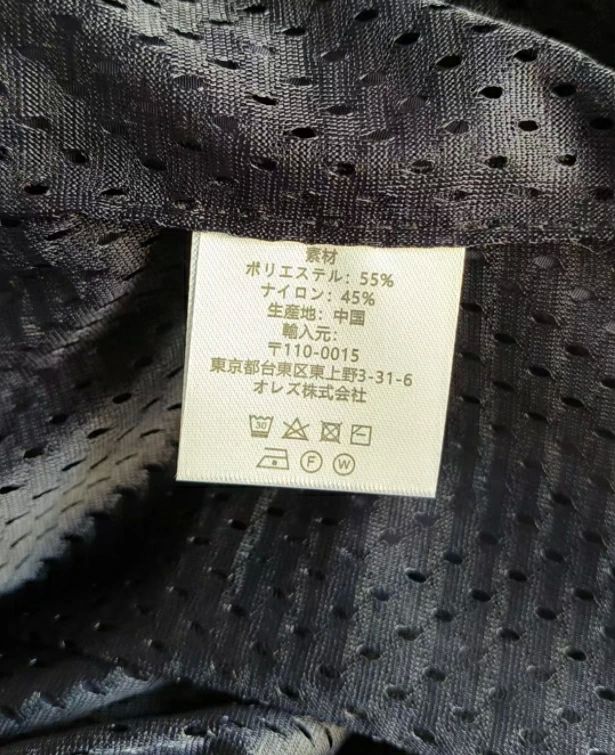 素材
ポリエステル: 55%
ナイロン: 45%
生産地: 中国
輸入元:
〒110-0015
東京都台東区東上野3-31-6
オレズ株式会社
30
F W